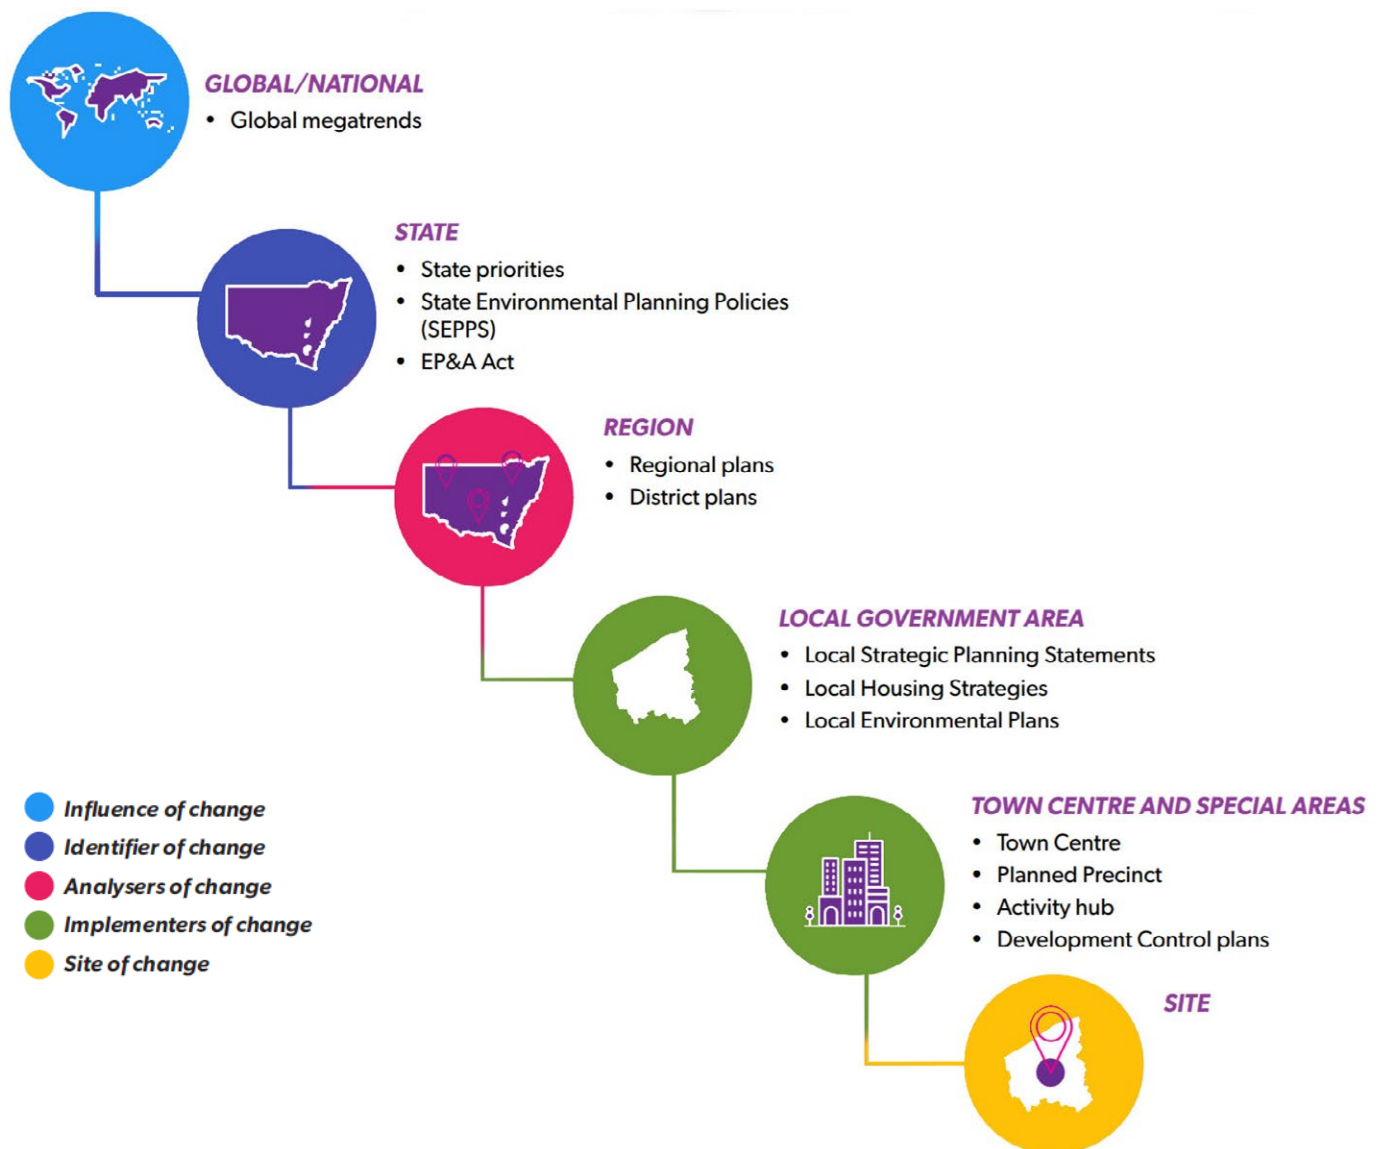 GLOBAL/NATIONAL
• Global megatrends
STATE
• State priorities
• State Environmental Planning Policies
(SEPPS)
• EP&A Act
REGION
• Regional plans
• District plans
LOCAL GOVERNMENT AREA
• Local Strategic Planning Statements
• Local Housing Strategies
• Local Environmental Plans
TOWN CENTRE AND SPECIAL AREAS
• Town Centre
• Planned Precinct
• Activity hub
• Development Control plans
SITE
Influence of change
Identifier of change
Analysers of change
Implementers of change
Site of change